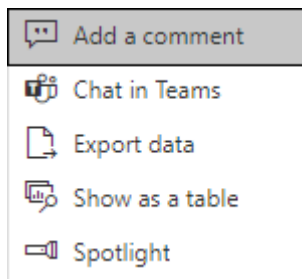 Add a comment
Chat in Teams
Export data
Show as a table
Spotlight